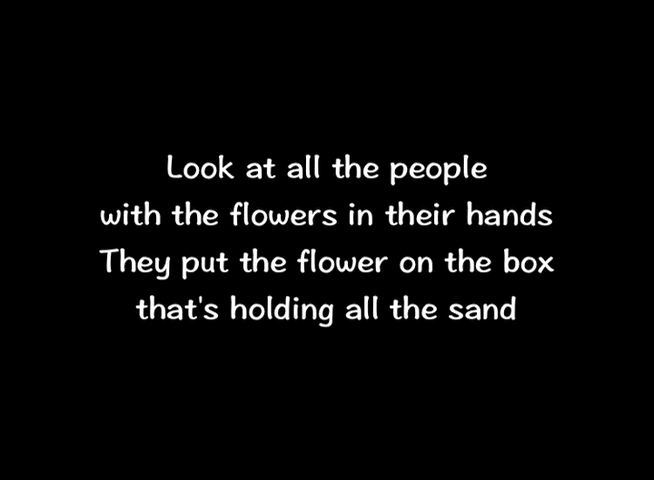 Look at all the people
with the flowers in their hands
They put the flower on the box
that's holding all the sand